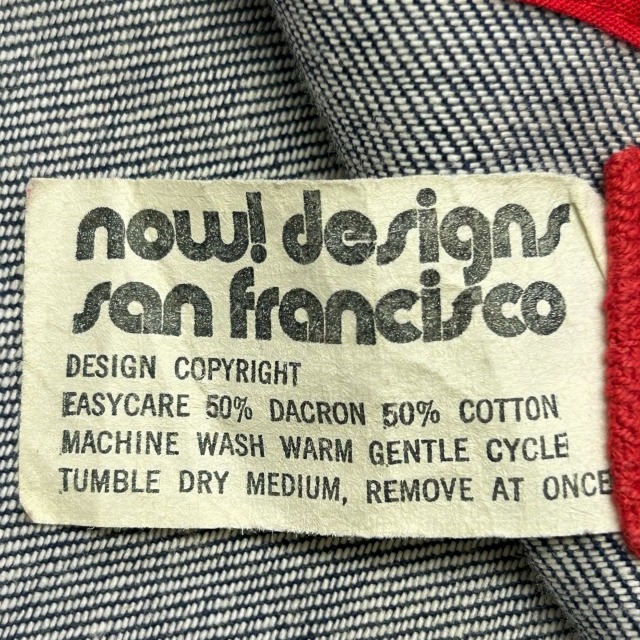 now! designs
san francisco
DESIGN COPYRIGHT
EASYCARE 50% DACRON 50% COTTON
MACHINE WASH WARM GENTLE CYCLE
TUMBLE DRY MEDIUM, REMOVE AT ONCE